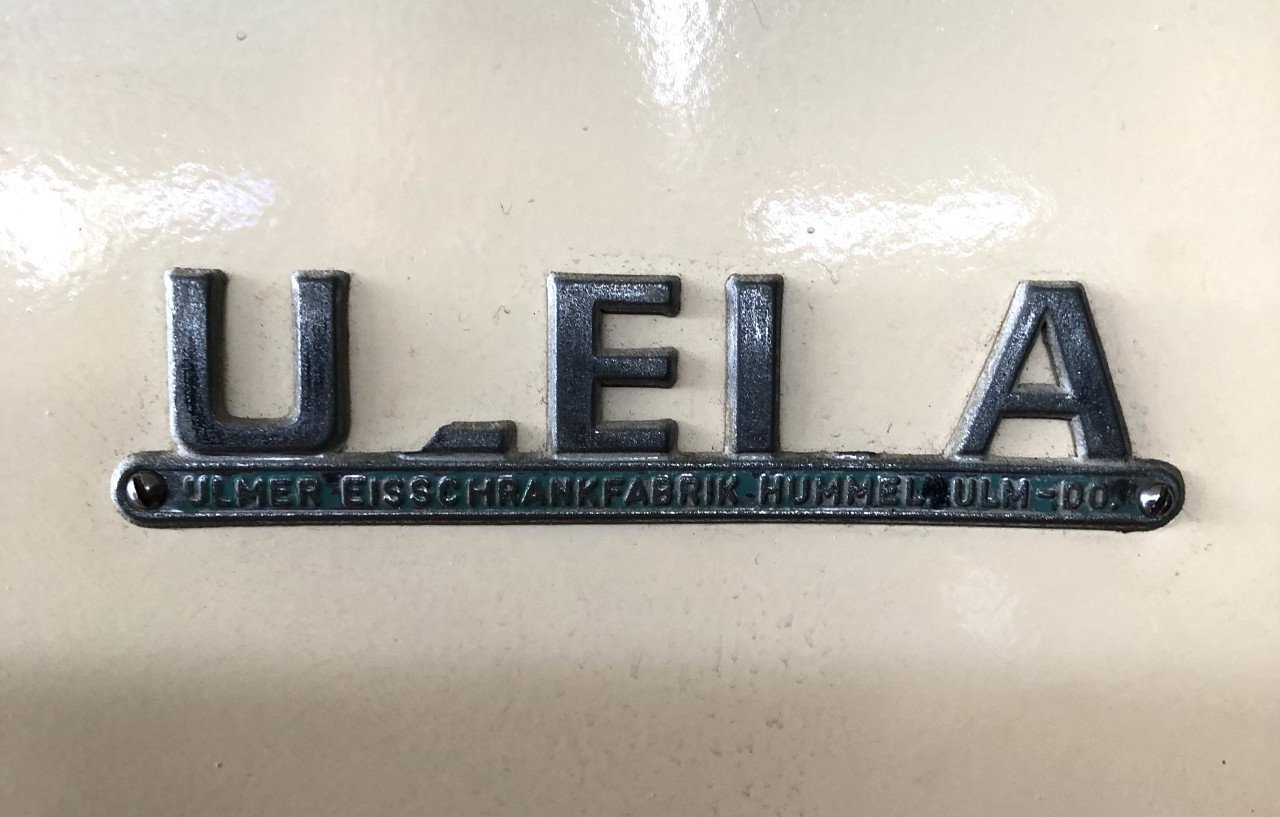 U EI A
ULMER EISSCHRANKFABRIK HUMMEL ULM-DO.